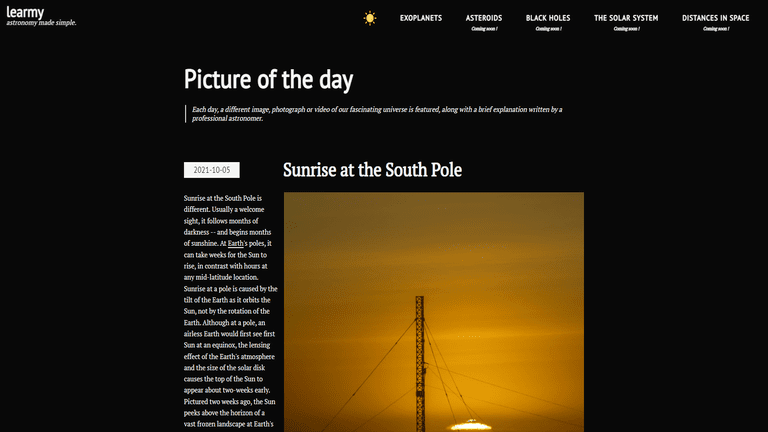 learmy
astronomy made simple.
EXOPLANETS
ASTEROIDS
Coming soon !
BLACK HOLES
Coming soon !
THE SOLAR SYSTEM
Coming soon !
DISTANCES IN SPACE
Coming soon !
Picture of the day
Each day, a different image, photograph or video of our fascinating universe is featured, along with a brief explanation written by a
professional astronomer.
2021-10-05
Sunrise at the South Pole
Sunrise at the South Pole is
different. Usually a welcome
sight, it follows months of
darkness -- and begins months
of sunshine. At Earth's poles, it
can take weeks for the Sun to
rise, in contrast with hours at
any mid-latitude location.
Sunrise at a pole is caused by the
tilt of the Earth as it orbits the
Sun, not by the rotation of the
Earth. Although at a pole, an
airless Earth would first see first
Sun at an equinox, the lensing
effect of the Earth's atmosphere
and the size of the solar disk
causes the top of the Sun to
appear about two-weeks early.
Pictured two weeks ago, the Sun
peeks above the horizon of a
vast frozen landscape at Earth's